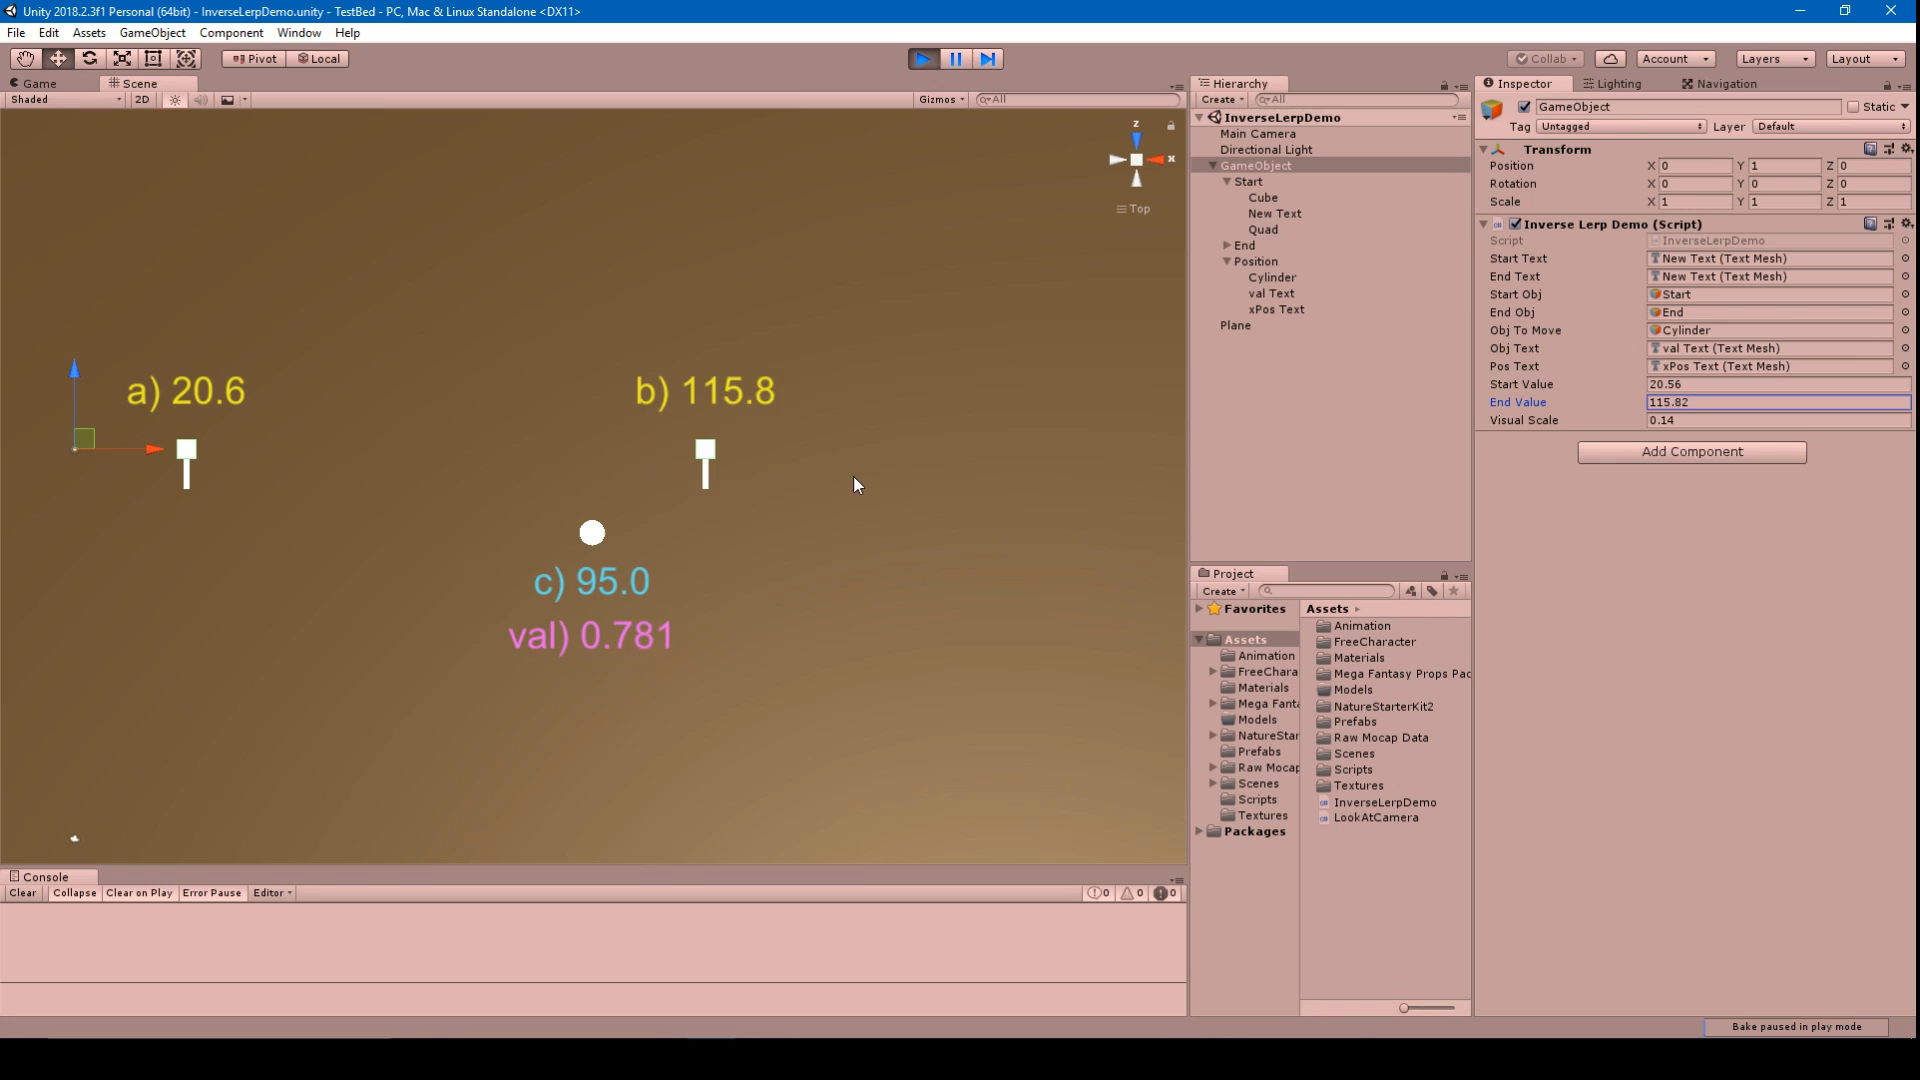 Unity 2018.2.3f1 Personal (64bit) - InverseLerpDemo.unity - TestBed - PC, Mac & Linux Standalone <DX11>
File Edit Assets GameObject Component Window Help
Pivot Local Collab Account Layers Layout
Game Scene
Shaded 2D Gizmos All
z
x
Top
a) 20.6
b) 115.8
c) 95.0
val) 0.781
Hierarchy
Create All
InverseLerpDemo
Main Camera
Directional Light
GameObject
Start
Cube
New Text
Quad
End
Position
Cylinder
val Text
xPos Text
Plane
Inspector Lighting Navigation
GameObject Static
Tag Untagged Layer Default
Transform
Position X 0 Y 1 Z 0
Rotation X 0 Y 0 Z 0
Scale X 1 Y 1 Z 1
Inverse Lerp Demo (Script)
Script InverseLerpDemo
Start Text New Text (Text Mesh)
End Text New Text (Text Mesh)
Start Obj Start
End Obj End
Obj To Move Cylinder
Obj Text val Text (Text Mesh)
Pos Text xPos Text (Text Mesh)
Start Value 20.56
End Value 115.82
Visual Scale 0.14
Add Component
Project
Create
Favorites
Assets
Animation
FreeChara
Materials
Mega Fanta
Models
NatureStar
Prefabs
Raw Mocap
Scenes
Scripts
Textures
Packages
Assets
Animation
FreeCharacter
Materials
Mega Fantasy Props Pac
Models
NatureStarterKit2
Prefabs
Raw Mocap Data
Scenes
Scripts
Textures
InverseLerpDemo
LookAtCamera
Console
Clear Collapse Clear on Play Error Pause Editor 0 0 0
Bake paused in play mode